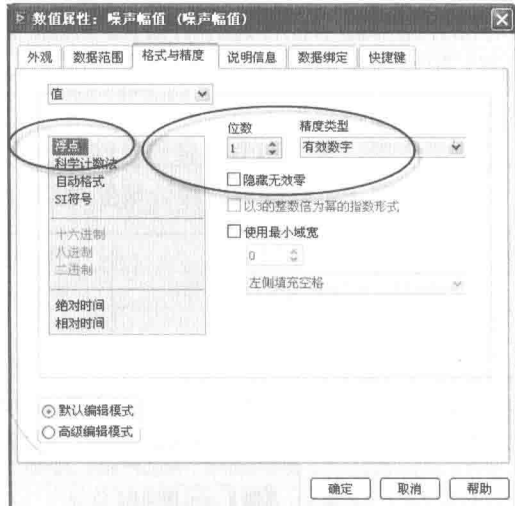 数值属性：噪声幅值（噪声幅值）
外观 数据范围 格式与精度 说明信息 数据绑定 快捷键
值
位数 精度类型
浮点 1 有效数字
科学计数法
自动格式 隐藏无效零
SI符号 以3的整数倍为幂的指数形式
使用最小域宽
十六进制
八进制 0
二进制
左侧填充空格
绝对时间
相对时间
默认编辑模式
高级编辑模式
确定 取消 帮助